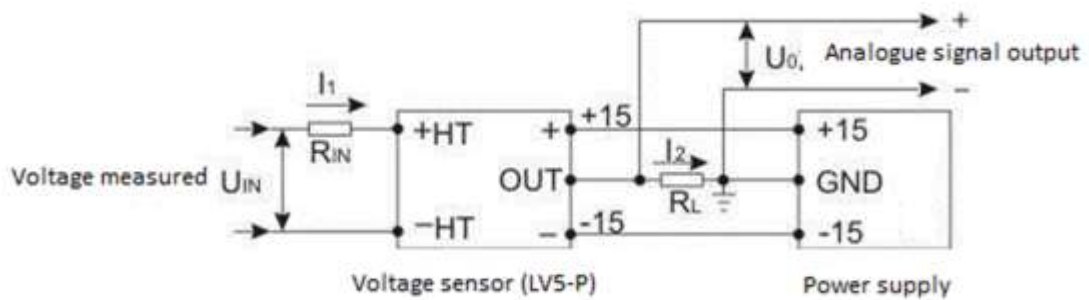 +
U₀,
Analogue signal output
−
I₁
+15
+HT
+
+15
RIN
I₂
Voltage measured
UIN
OUT
GND
RL
−HT
−
-15
-15
Voltage sensor (LV5-P)
Power supply